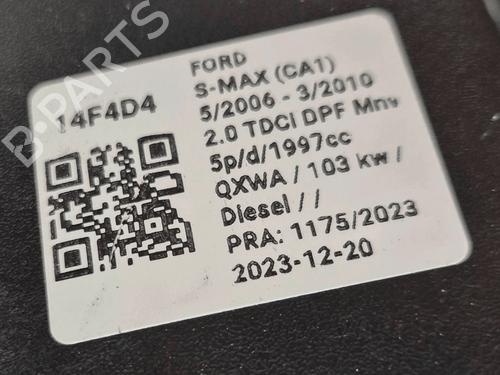 14F4D4
FORD
S-MAX (CA1)
5/2006 - 3/2010
2.0 TDCI DPF Mnv
5p/d/1997cc
QXWA / 103 kw /
Diesel / /
PRA: 1175/2023
2023-12-20
B-PARTS
B-PARTS